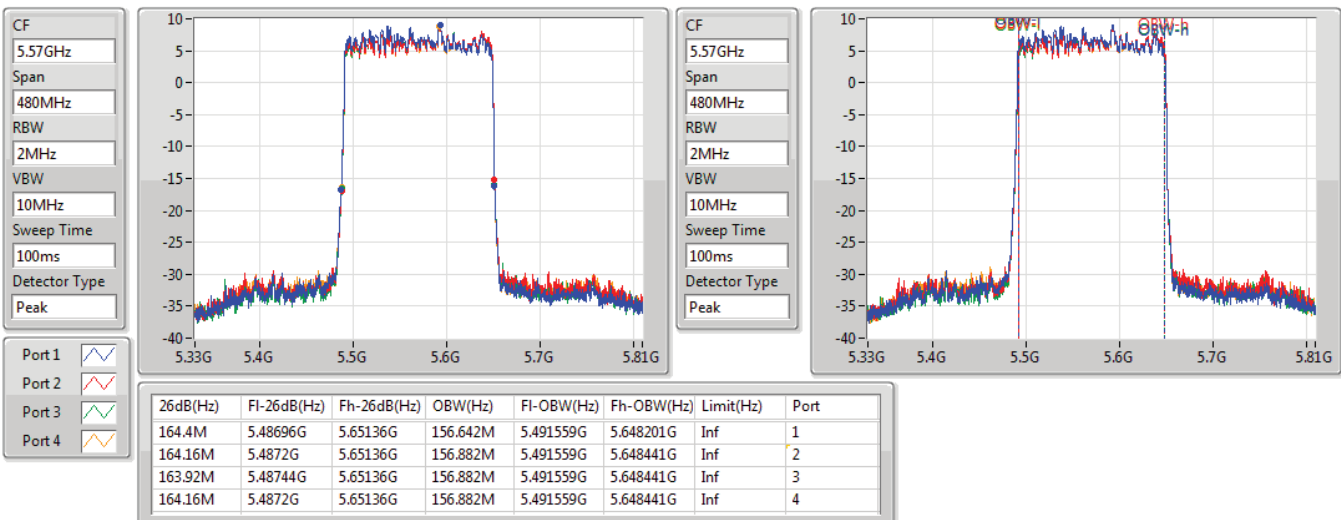 CF
5.57GHz
Span
480MHz
RBW
2MHz
VBW
10MHz
Sweep Time
100ms
Detector Type
Peak
10
5
0
-5
-10
-15
-20
-25
-30
-35
-40
5.33G 5.4G 5.5G 5.6G 5.7G 5.81G
CF
5.57GHz
Span
480MHz
RBW
2MHz
VBW
10MHz
Sweep Time
100ms
Detector Type
Peak
10
5
0
-5
-10
-15
-20
-25
-30
-35
-40
OBW-l OBW-h
5.33G 5.4G 5.5G 5.6G 5.7G 5.81G
Port 1
Port 2
Port 3
Port 4
26dB(Hz) Fl-26dB(Hz) Fh-26dB(Hz) OBW(Hz) Fl-OBW(Hz) Fh-OBW(Hz) Limit(Hz) Port
164.4M 5.48696G 5.65136G 156.642M 5.491559G 5.648201G Inf 1
164.16M 5.4872G 5.65136G 156.882M 5.491559G 5.648441G Inf 2
163.92M 5.48744G 5.65136G 156.882M 5.491559G 5.648441G Inf 3
164.16M 5.4872G 5.65136G 156.882M 5.491559G 5.648441G Inf 4